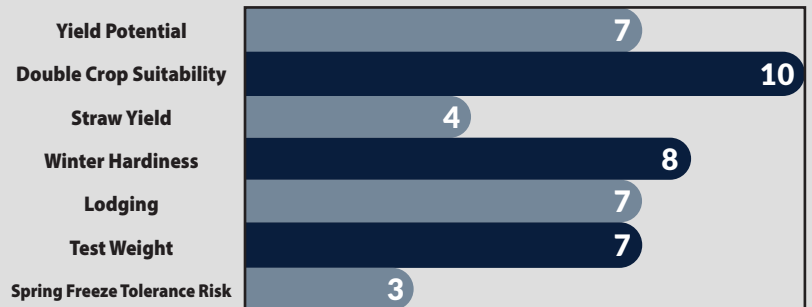 Yield Potential 7
Double Crop Suitability 10
Straw Yield 4
Winter Hardiness 8
Lodging 7
Test Weight 7
Spring Freeze Tolerance Risk 3